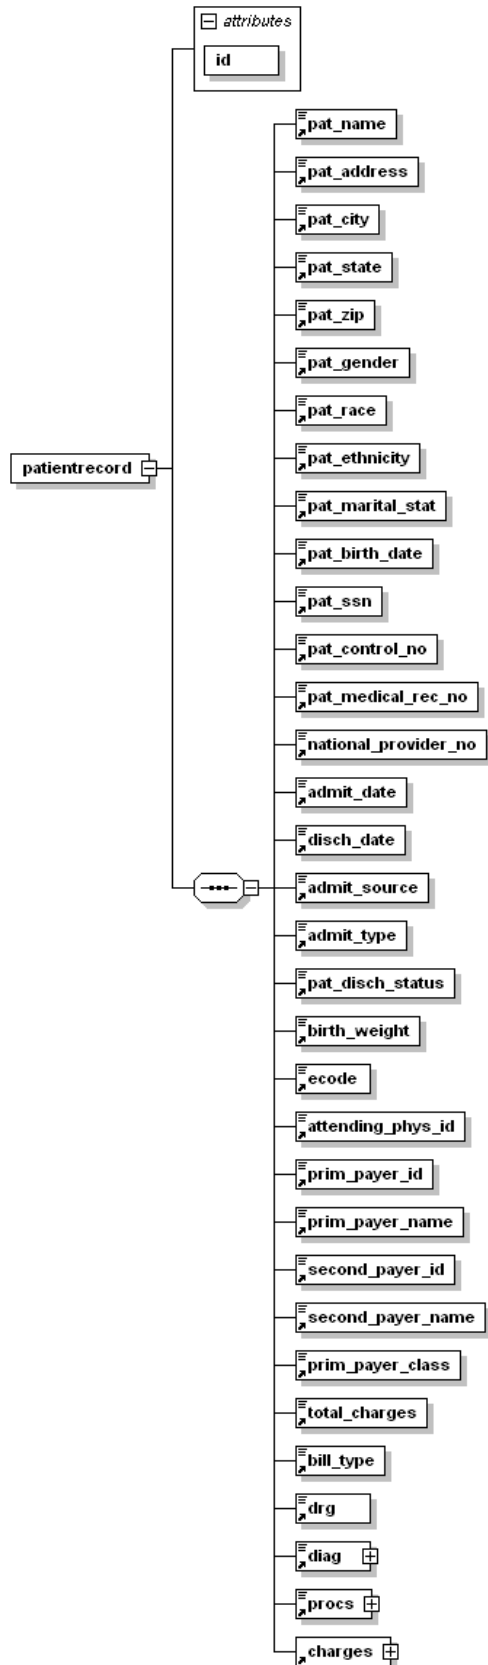 attributes
id
pat_name
pat_address
pat_city
pat_state
pat_zip
pat_gender
pat_race
patientrecord
pat_ethnicity
pat_marital_stat
pat_birth_date
pat_ssn
pat_control_no
pat_medical_rec_no
national_provider_no
admit_date
disch_date
admit_source
admit_type
pat_disch_status
birth_weight
ecode
attending_phys_id
prim_payer_id
prim_payer_name
second_payer_id
second_payer_name
prim_payer_class
total_charges
bill_type
drg
diag
procs
charges